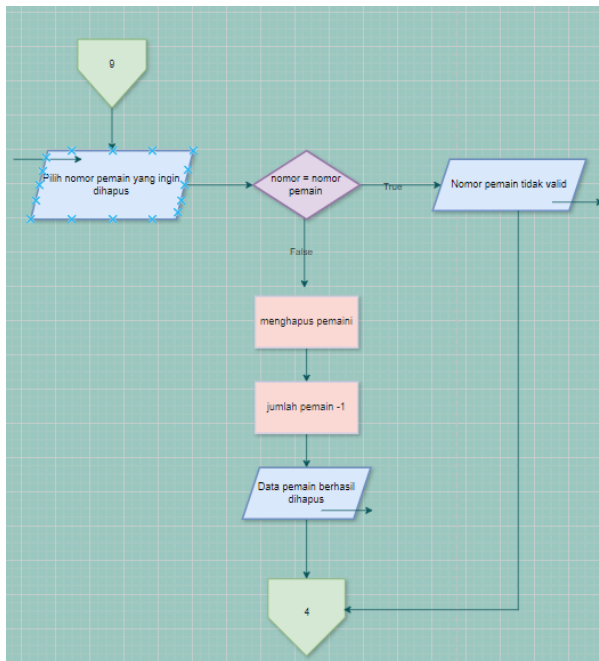 9
Pilih nomor pemain yang ingin
dihapus
nomor = nomor
pemain
True
Nomor pemain tidak valid
False
menghapus pemaini
jumlah pemain -1
Data pemain berhasil
dihapus
4